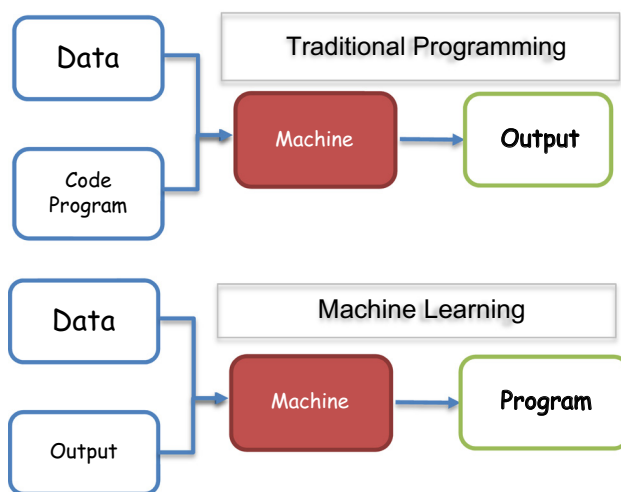 Data
Traditional Programming
Machine
Output
Code
Program
Data
Machine Learning
Machine
Program
Output